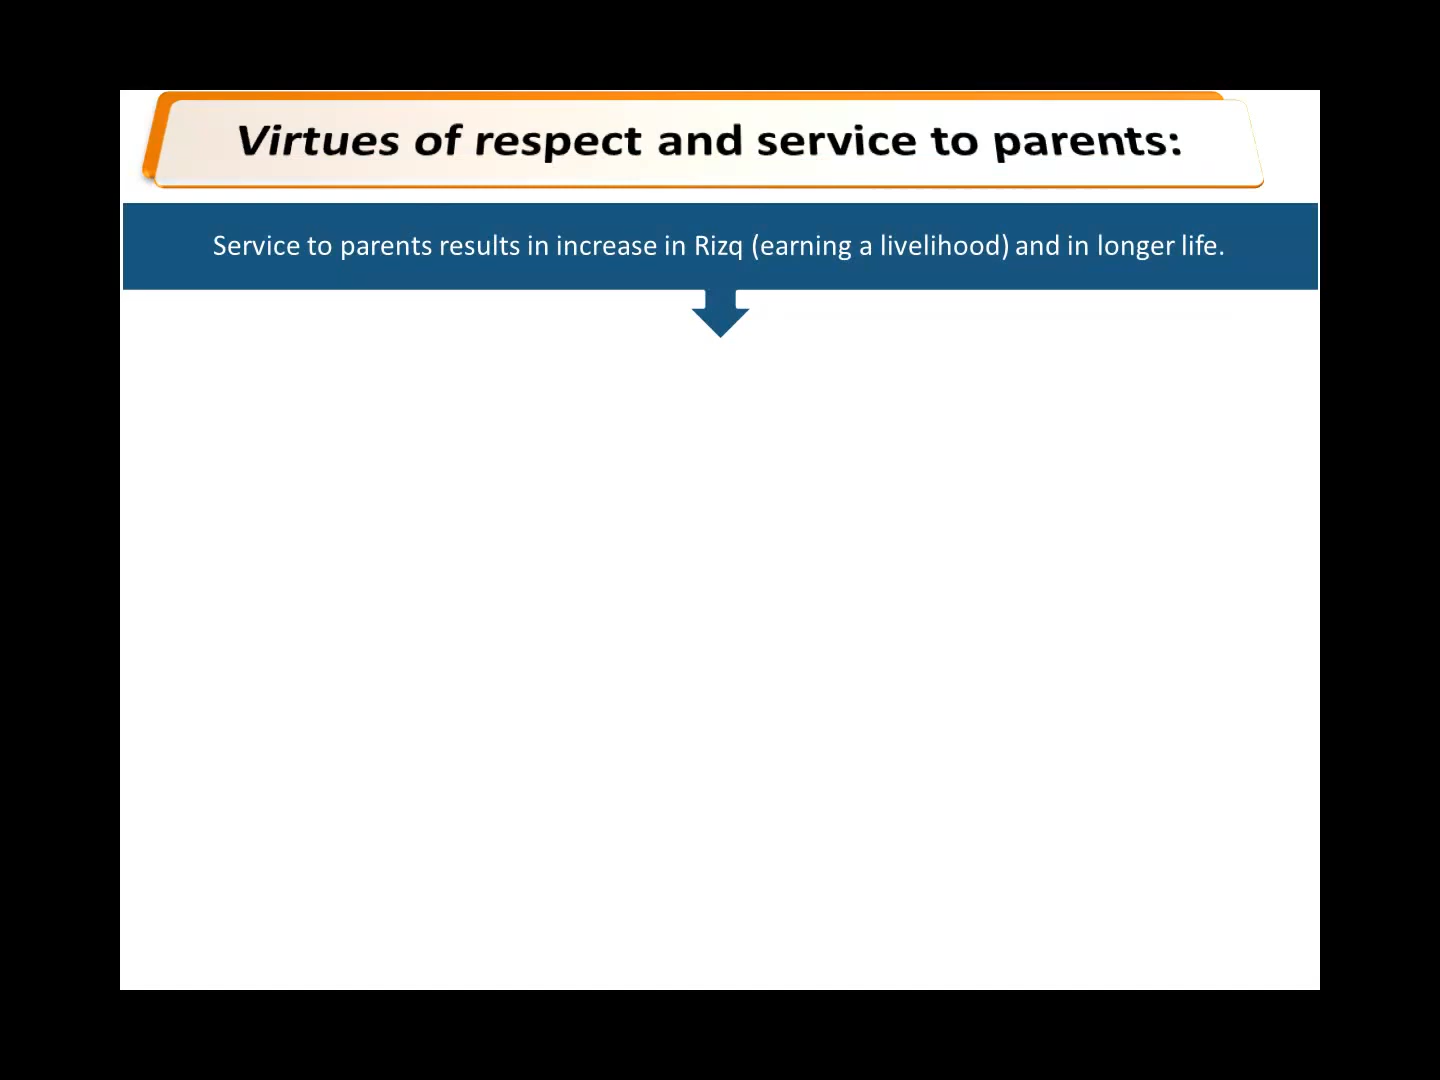 Virtues of respect and service to parents:
Service to parents results in increase in Rizq (earning a livelihood) and in longer life.